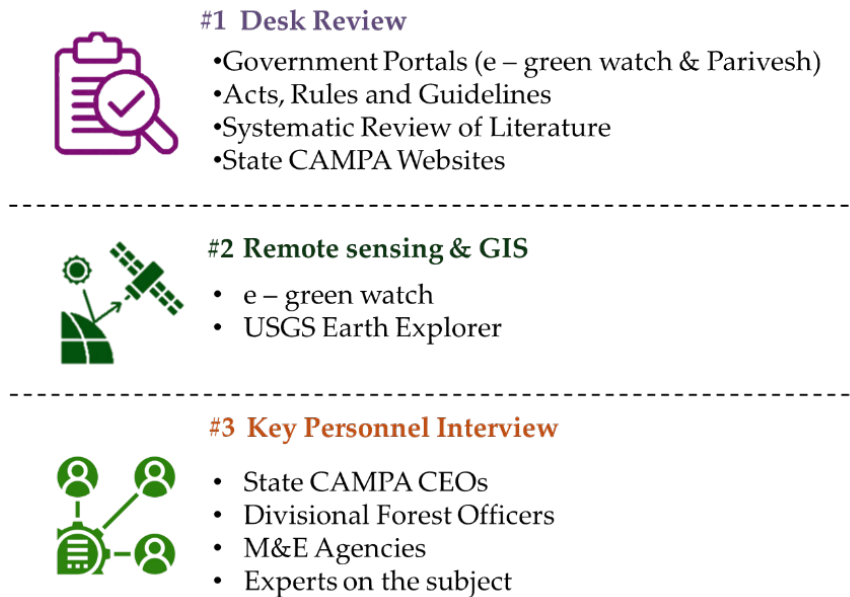 #1 Desk Review
•Government Portals (e – green watch & Parivesh)
•Acts, Rules and Guidelines
•Systematic Review of Literature
•State CAMPA Websites
#2 Remote sensing & GIS
• e – green watch
• USGS Earth Explorer
#3 Key Personnel Interview
• State CAMPA CEOs
• Divisional Forest Officers
• M&E Agencies
• Experts on the subject